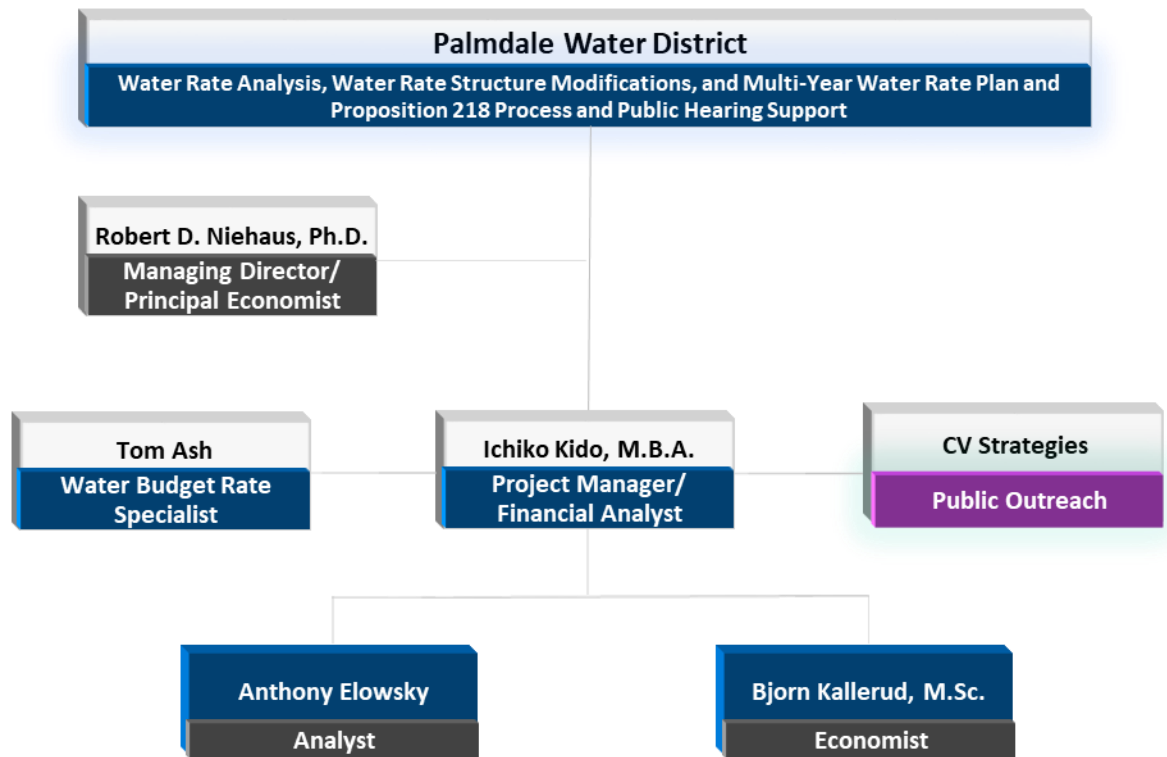 Palmdale Water District
Water Rate Analysis, Water Rate Structure Modifications, and Multi-Year Water Rate Plan and
Proposition 218 Process and Public Hearing Support
Robert D. Niehaus, Ph.D.
Managing Director/
Principal Economist
Tom Ash
Water Budget Rate
Specialist
Ichiko Kido, M.B.A.
Project Manager/
Financial Analyst
CV Strategies
Public Outreach
Anthony Elowsky
Analyst
Bjorn Kallerud, M.Sc.
Economist